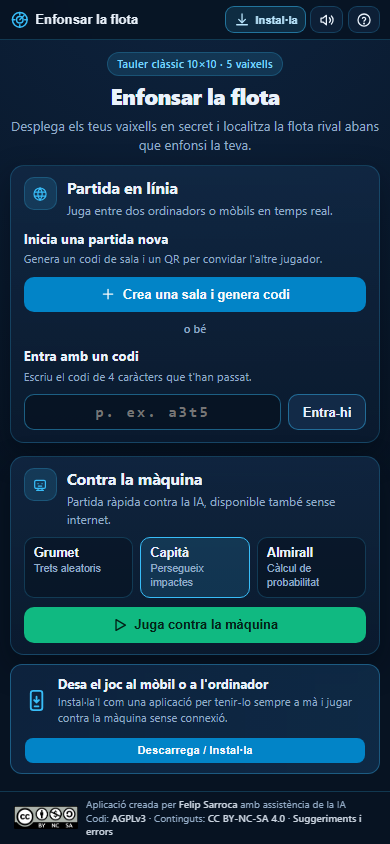 Enfonsar la flota
Instal·la
Tauler clàssic 10×10 · 5 vaixells
Enfonsar la flota
Desplega els teus vaixells en secret i localitza la flota rival abans
que enfonsi la teva.
Partida en línia
Juga entre dos ordinadors o mòbils en temps real.
Inicia una partida nova
Genera un codi de sala i un QR per convidar l'altre jugador.
Crea una sala i genera codi
o bé
Entra amb un codi
Escriu el codi de 4 caràcters que t'han passat.
p. ex. a3t5
Entra-hi
Contra la màquina
Partida ràpida contra la IA, disponible també sense
internet.
Grumet
Trets aleatoris
Capità
Persegueix
impactes
Almirall
Càlcul de
probabilitat
Juga contra la màquina
Desa el joc al mòbil o a l'ordinador
Instal·la'l com una aplicació per tenir-lo sempre a mà i jugar
contra la màquina sense connexió.
Descarrega / Instal·la
CC BY NC SA
Aplicació creada per Felip Sarroca amb assistència de la IA
Codi: AGPLv3 · Continguts: CC BY-NC-SA 4.0 · Suggeriments i
errors